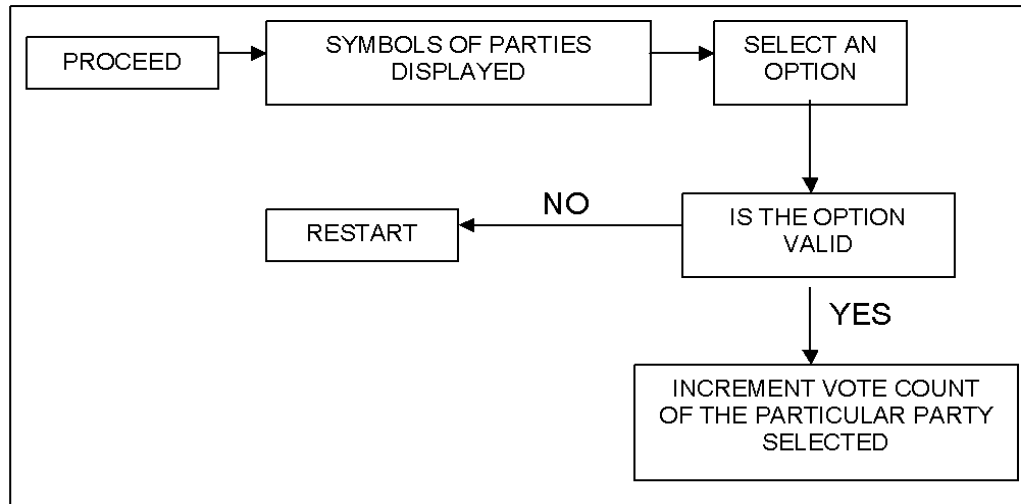 PROCEED
SYMBOLS OF PARTIES
DISPLAYED
SELECT AN
OPTION
NO
RESTART
IS THE OPTION
VALID
YES
INCREMENT VOTE COUNT
OF THE PARTICULAR PARTY
SELECTED